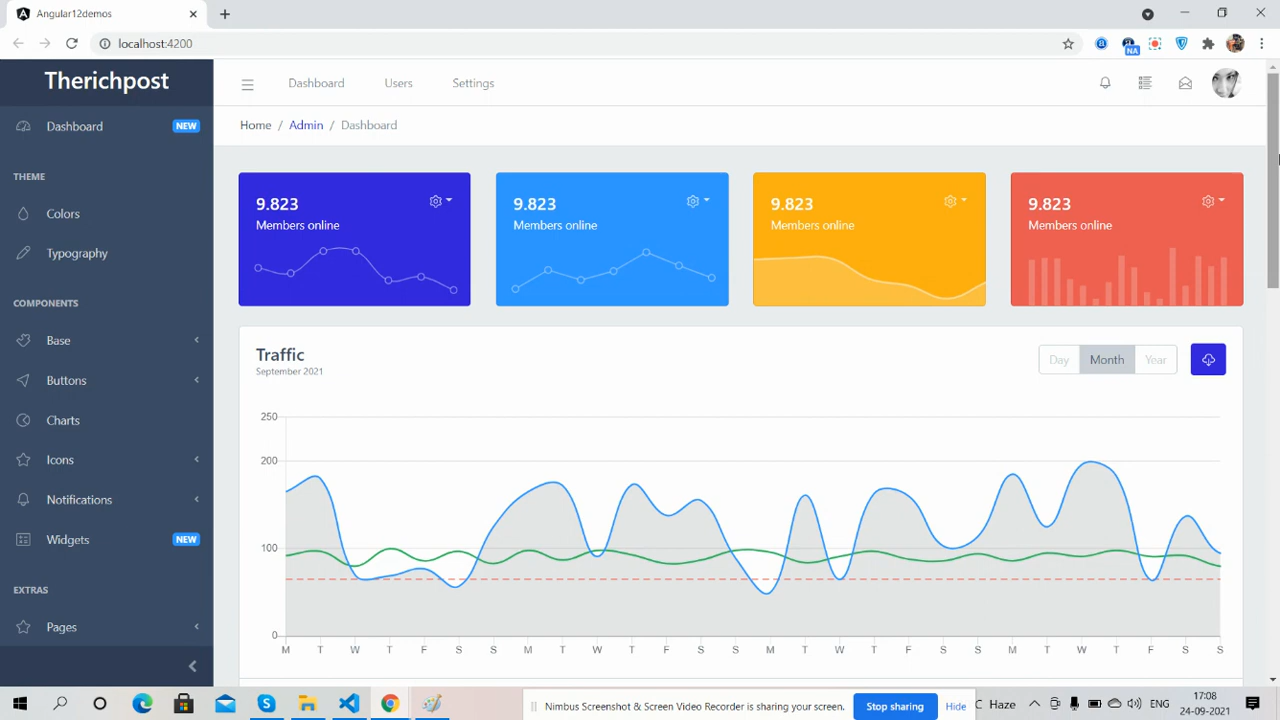 Angular12demos
localhost:4200
NA
Therichpost
Dashboard NEW
THEME
Colors
Typography
COMPONENTS
Base
Buttons
Charts
Icons
Notifications
Widgets NEW
EXTRAS
Pages
Dashboard Users Settings
Home / Admin / Dashboard
9.823
Members online
9.823
Members online
9.823
Members online
9.823
Members online
Traffic
September 2021
Day Month Year
250
200
100
0
M T W T F S S M T W T F S S M T W T F S S M T W T F S S
Nimbus Screenshot & Screen Video Recorder is sharing your screen. Stop sharing Hide
C Haze
ENG
17:08
24-09-2021